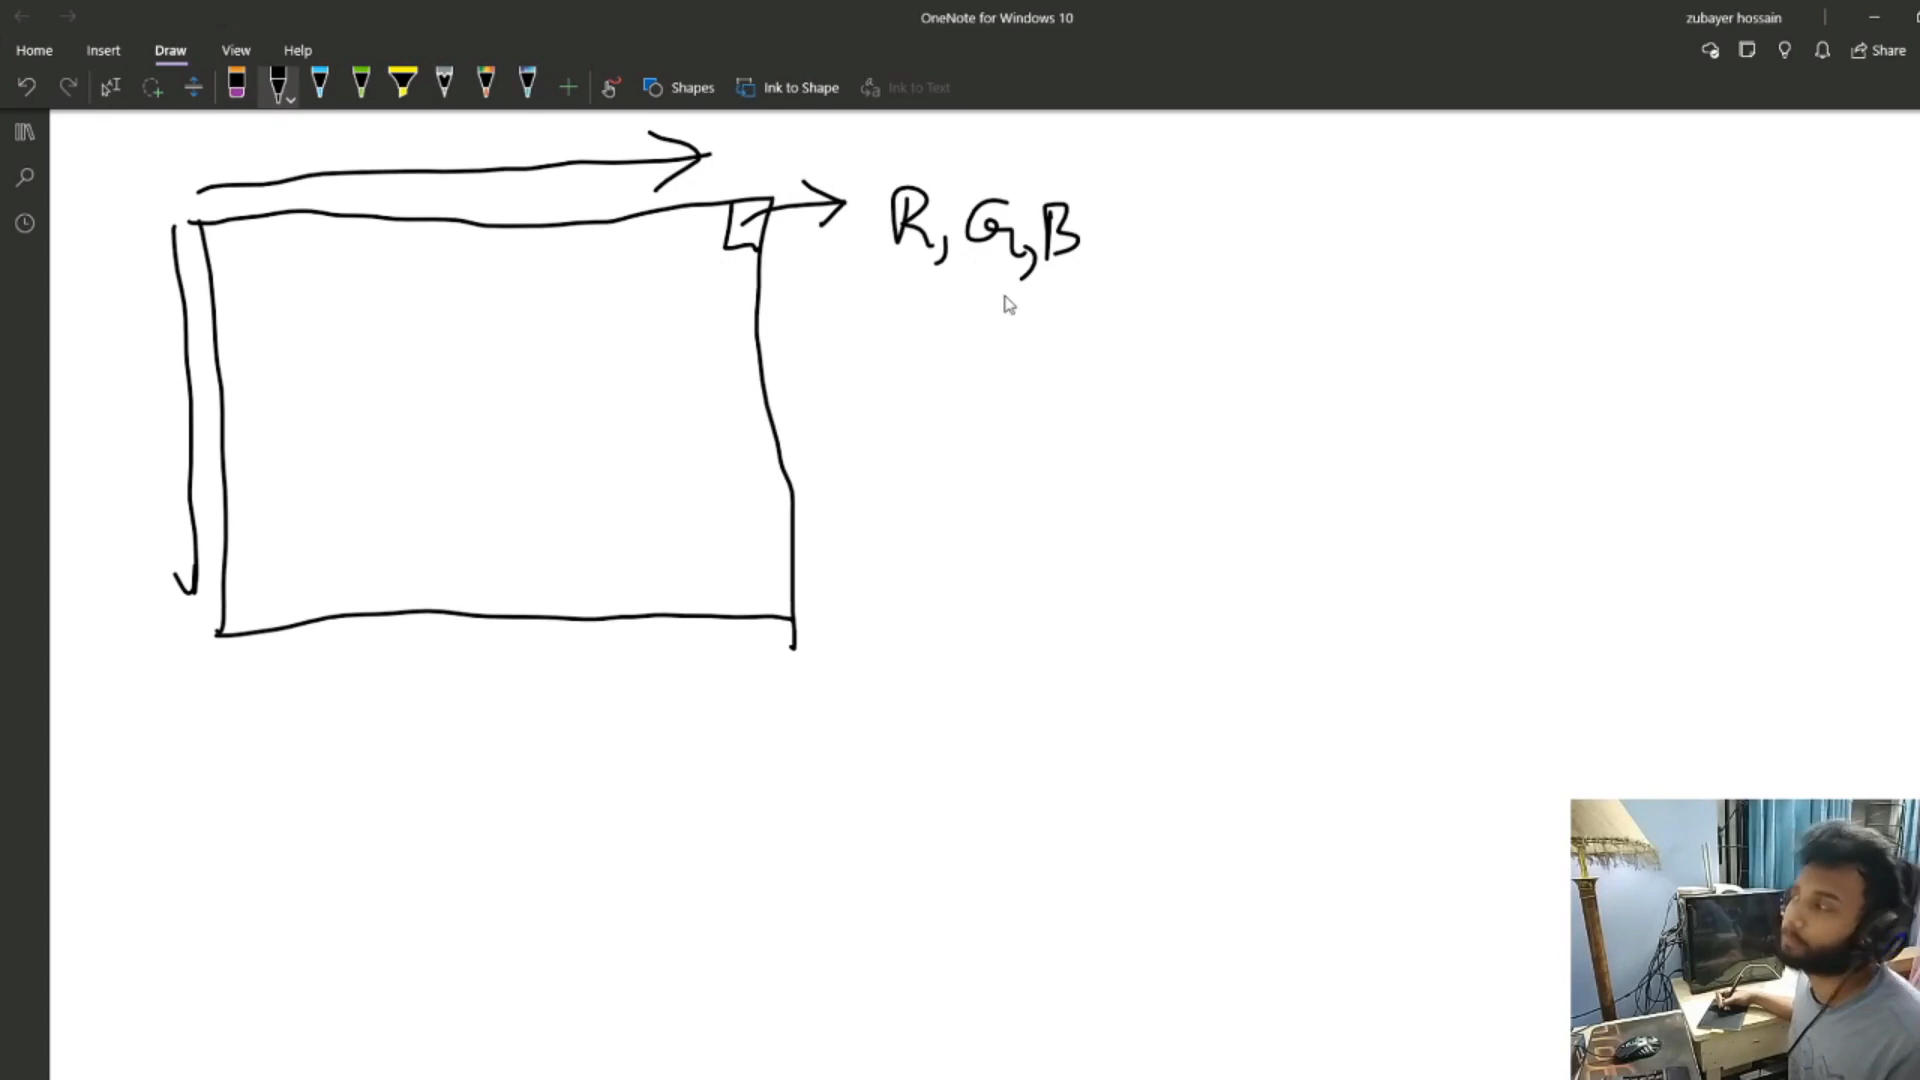 OneNote for Windows 10
zubayer hossain
Home Insert Draw View Help
Share
Shapes Ink to Shape Ink to Text
R, G, B